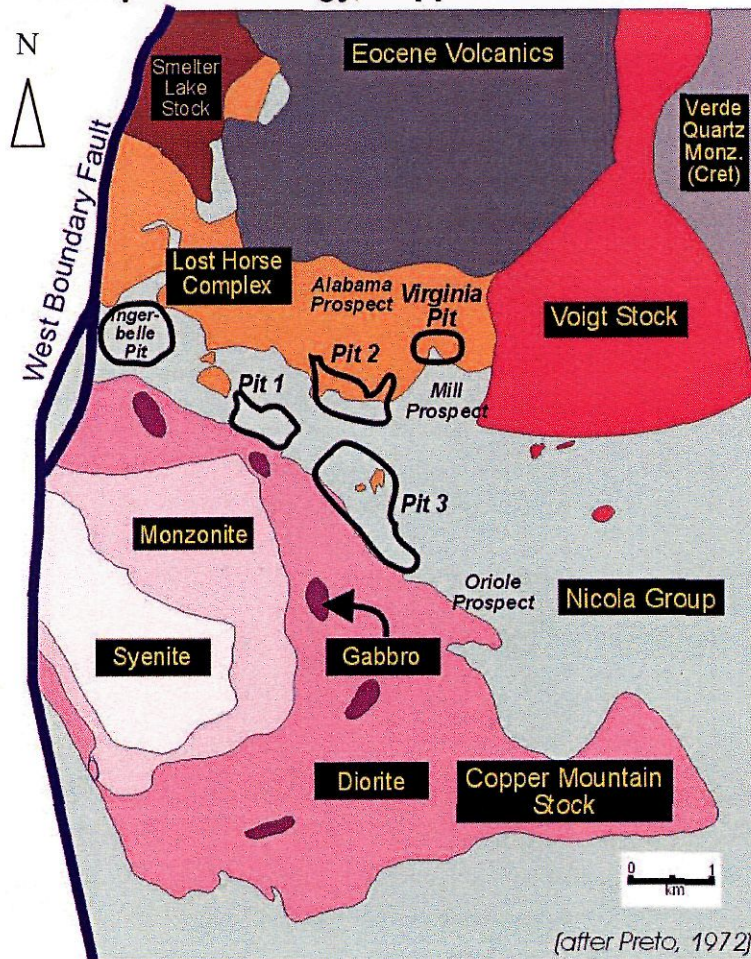 N
Smelter
Lake
Stock
Eocene Volcanics
Verde
Quartz
Monz.
(Cret)
West Boundary Fault
Lost Horse
Complex
Alabama
Prospect
Virginia
Pit
Voigt Stock
Inger-
belle
Pit
Pit 2
Pit 1
Mill
Prospect
Pit 3
Monzonite
Oriole
Prospect
Nicola Group
Syenite
Gabbro
Diorite
Copper Mountain
Stock
0 1
km
(after Preto, 1972)